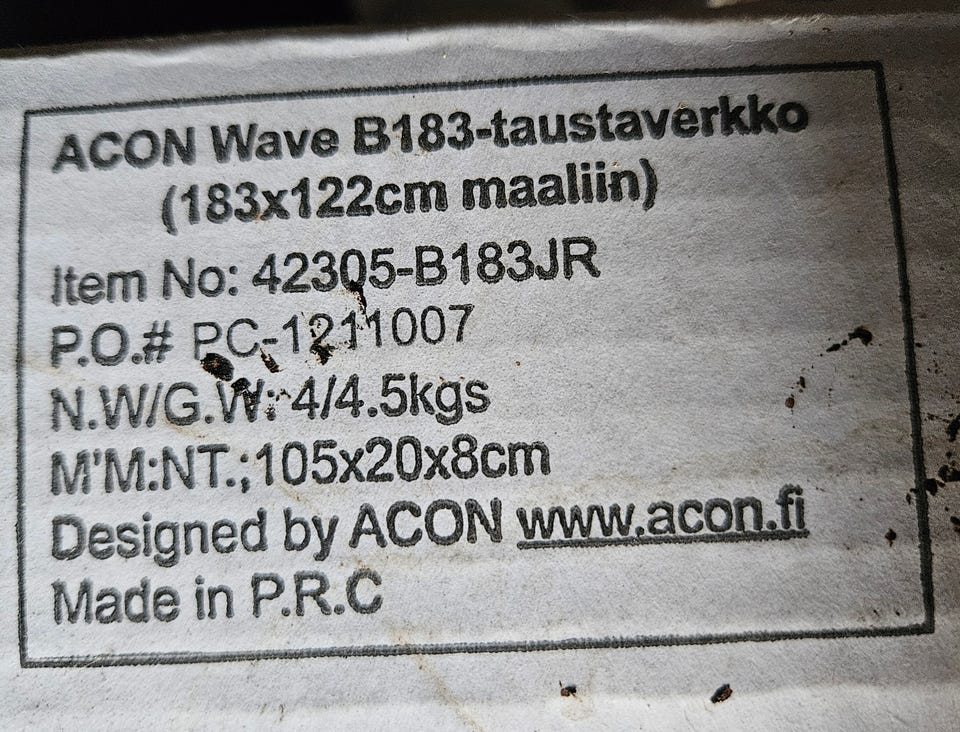 ACON Wave B183-taustaverkko
(183x122cm maaliin)
Item No: 42305-B183JR
P.O.# PC-1211007
N.W/G.W: 4/4.5kgs
M'M:NT.;105x20x8cm
Designed by ACON www.acon.fi
Made in P.R.C